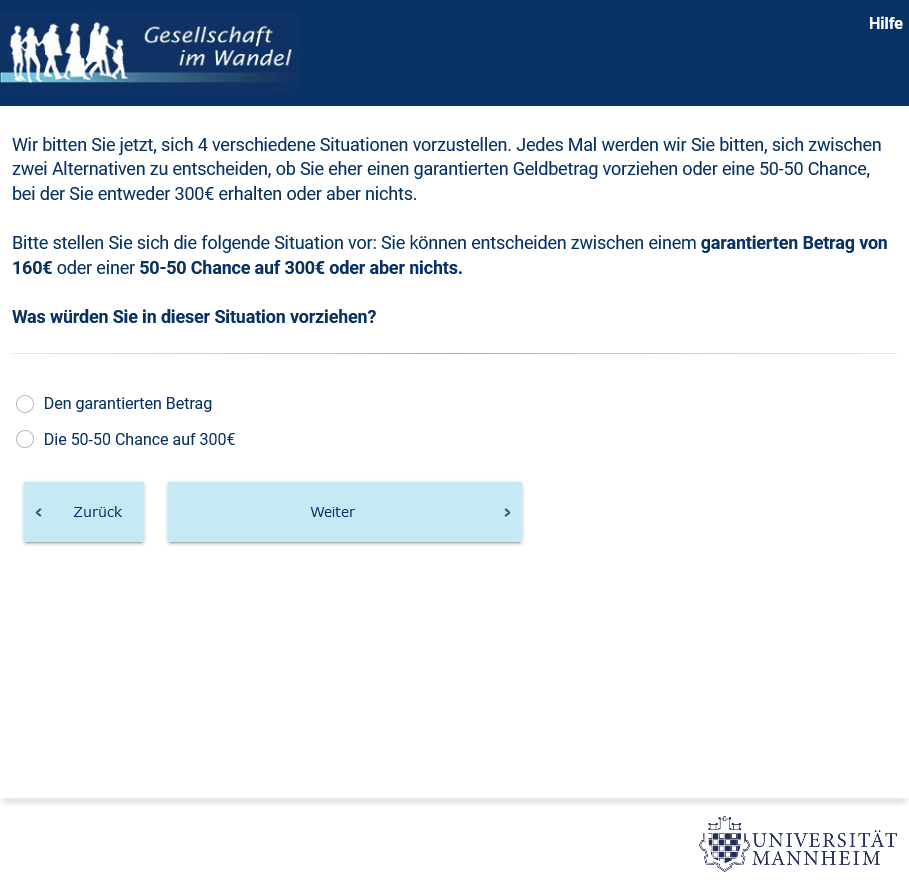 Gesellschaft
im Wandel
Hilfe
Wir bitten Sie jetzt, sich 4 verschiedene Situationen vorzustellen. Jedes Mal werden wir Sie bitten, sich zwischen
zwei Alternativen zu entscheiden, ob Sie eher einen garantierten Geldbetrag vorziehen oder eine 50-50 Chance,
bei der Sie entweder 300€ erhalten oder aber nichts.
Bitte stellen Sie sich die folgende Situation vor: Sie können entscheiden zwischen einem garantierten Betrag von
160€ oder einer 50-50 Chance auf 300€ oder aber nichts.
Was würden Sie in dieser Situation vorziehen?
Den garantierten Betrag
Die 50-50 Chance auf 300€
Zurück
Weiter
UNIVERSITÄT
MANNHEIM